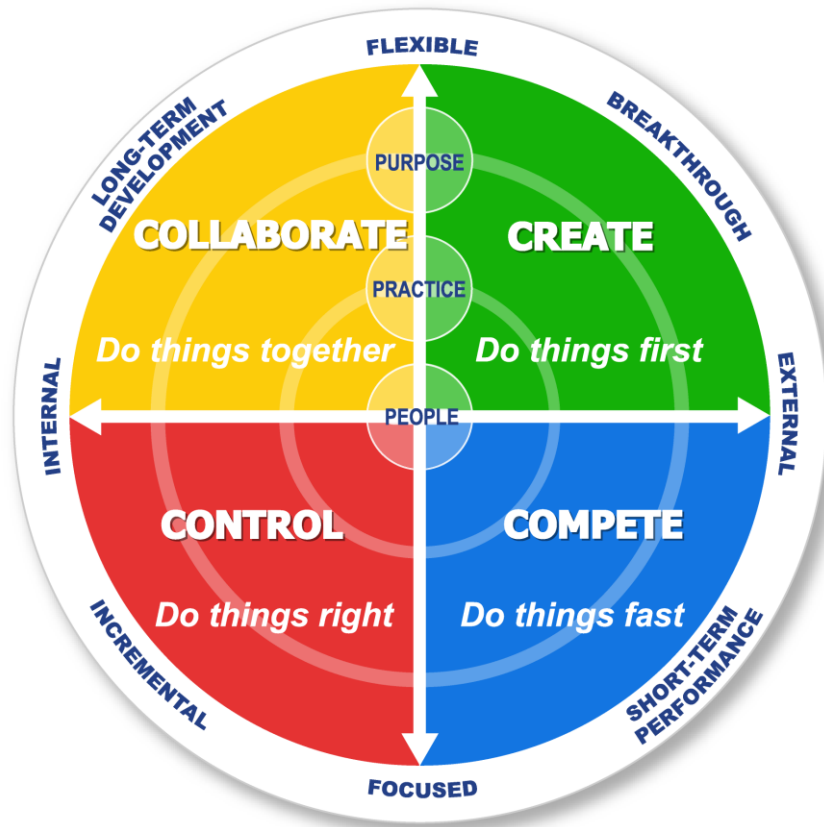 FLEXIBLE
LONG-TERM
DEVELOPMENT
BREAKTHROUGH
PURPOSE
COLLABORATE
CREATE
PRACTICE
Do things together
Do things first
INTERNAL
PEOPLE
EXTERNAL
CONTROL
COMPETE
Do things right
Do things fast
INCREMENTAL
SHORT-TERM
PERFORMANCE
FOCUSED